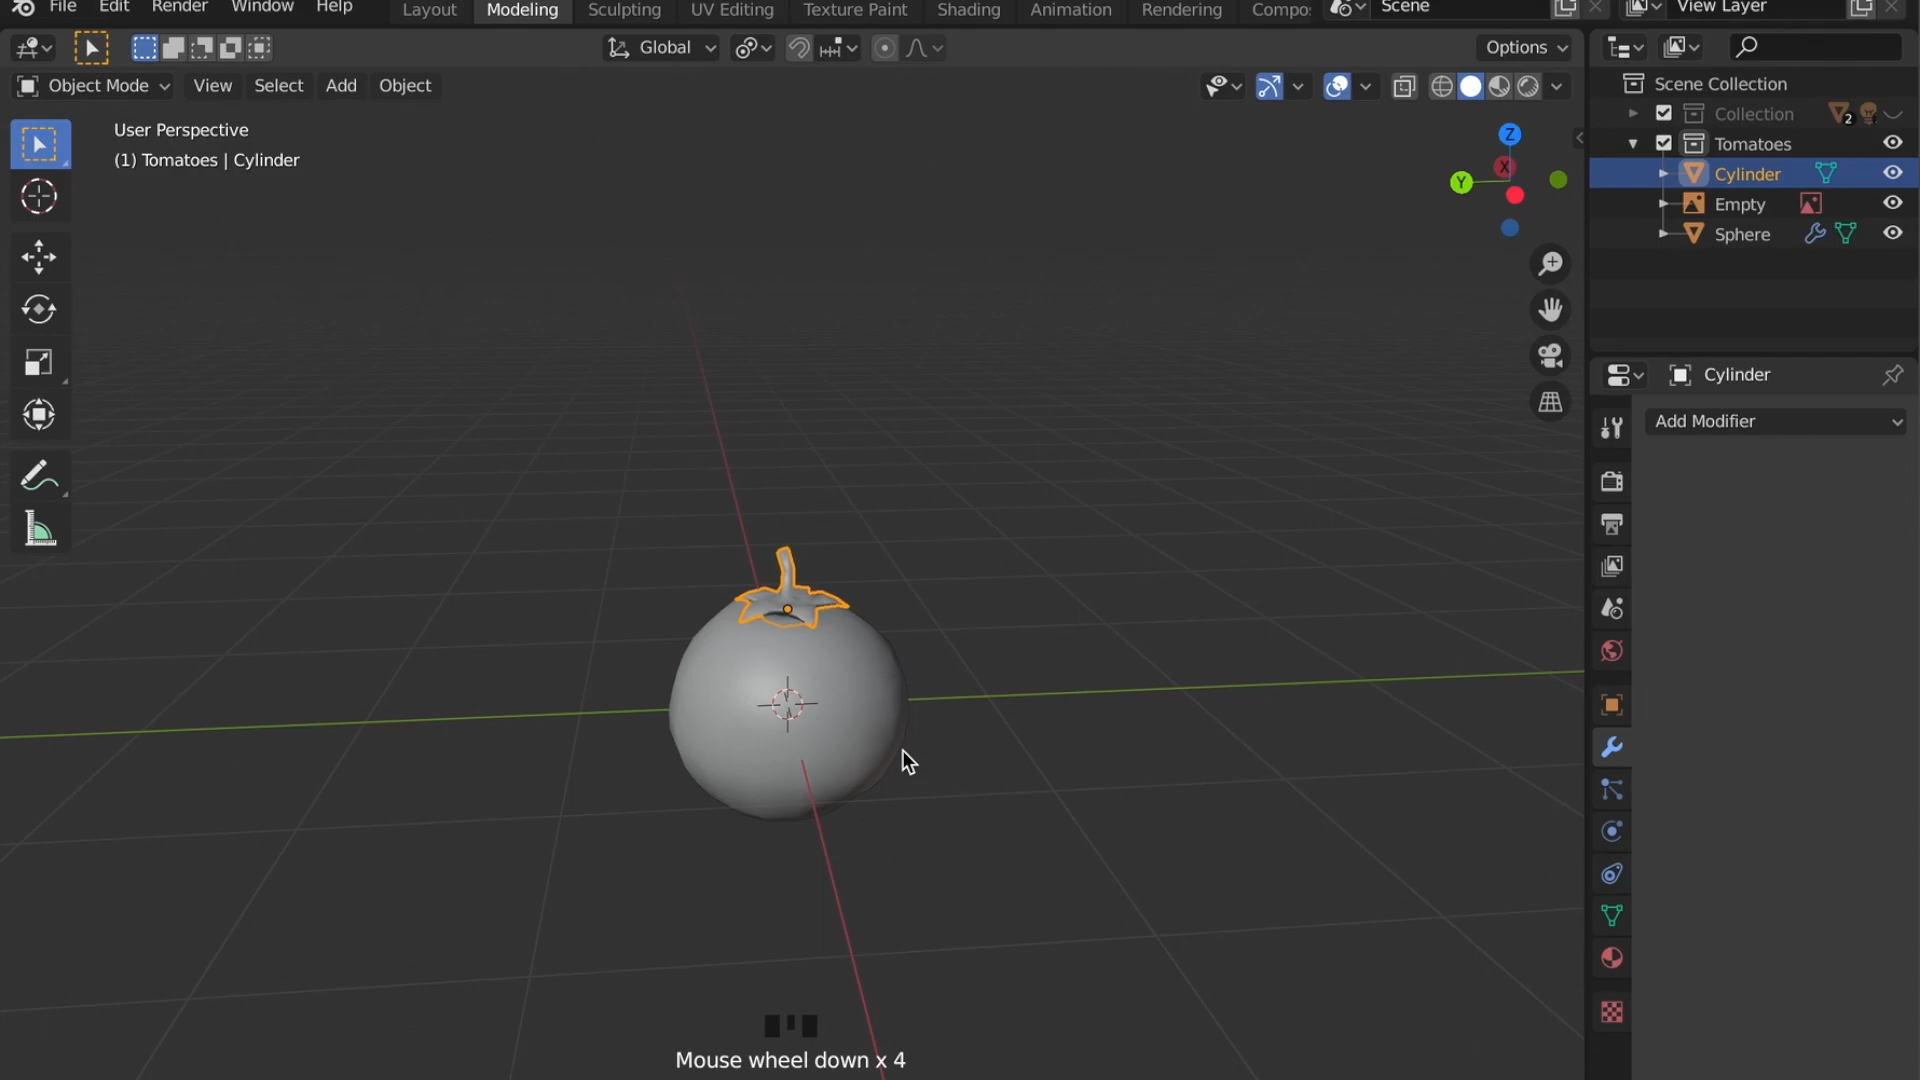 File Edit Render Window Help Layout Modeling Sculpting UV Editing Texture Paint Shading Animation Rendering Compo Scene View Layer
Global Options
Object Mode View Select Add Object
User Perspective
(1) Tomatoes | Cylinder
Z
X
Y
Scene Collection
Collection 2
Tomatoes
Cylinder
Empty
Sphere
Cylinder
Add Modifier
Mouse wheel down x 4